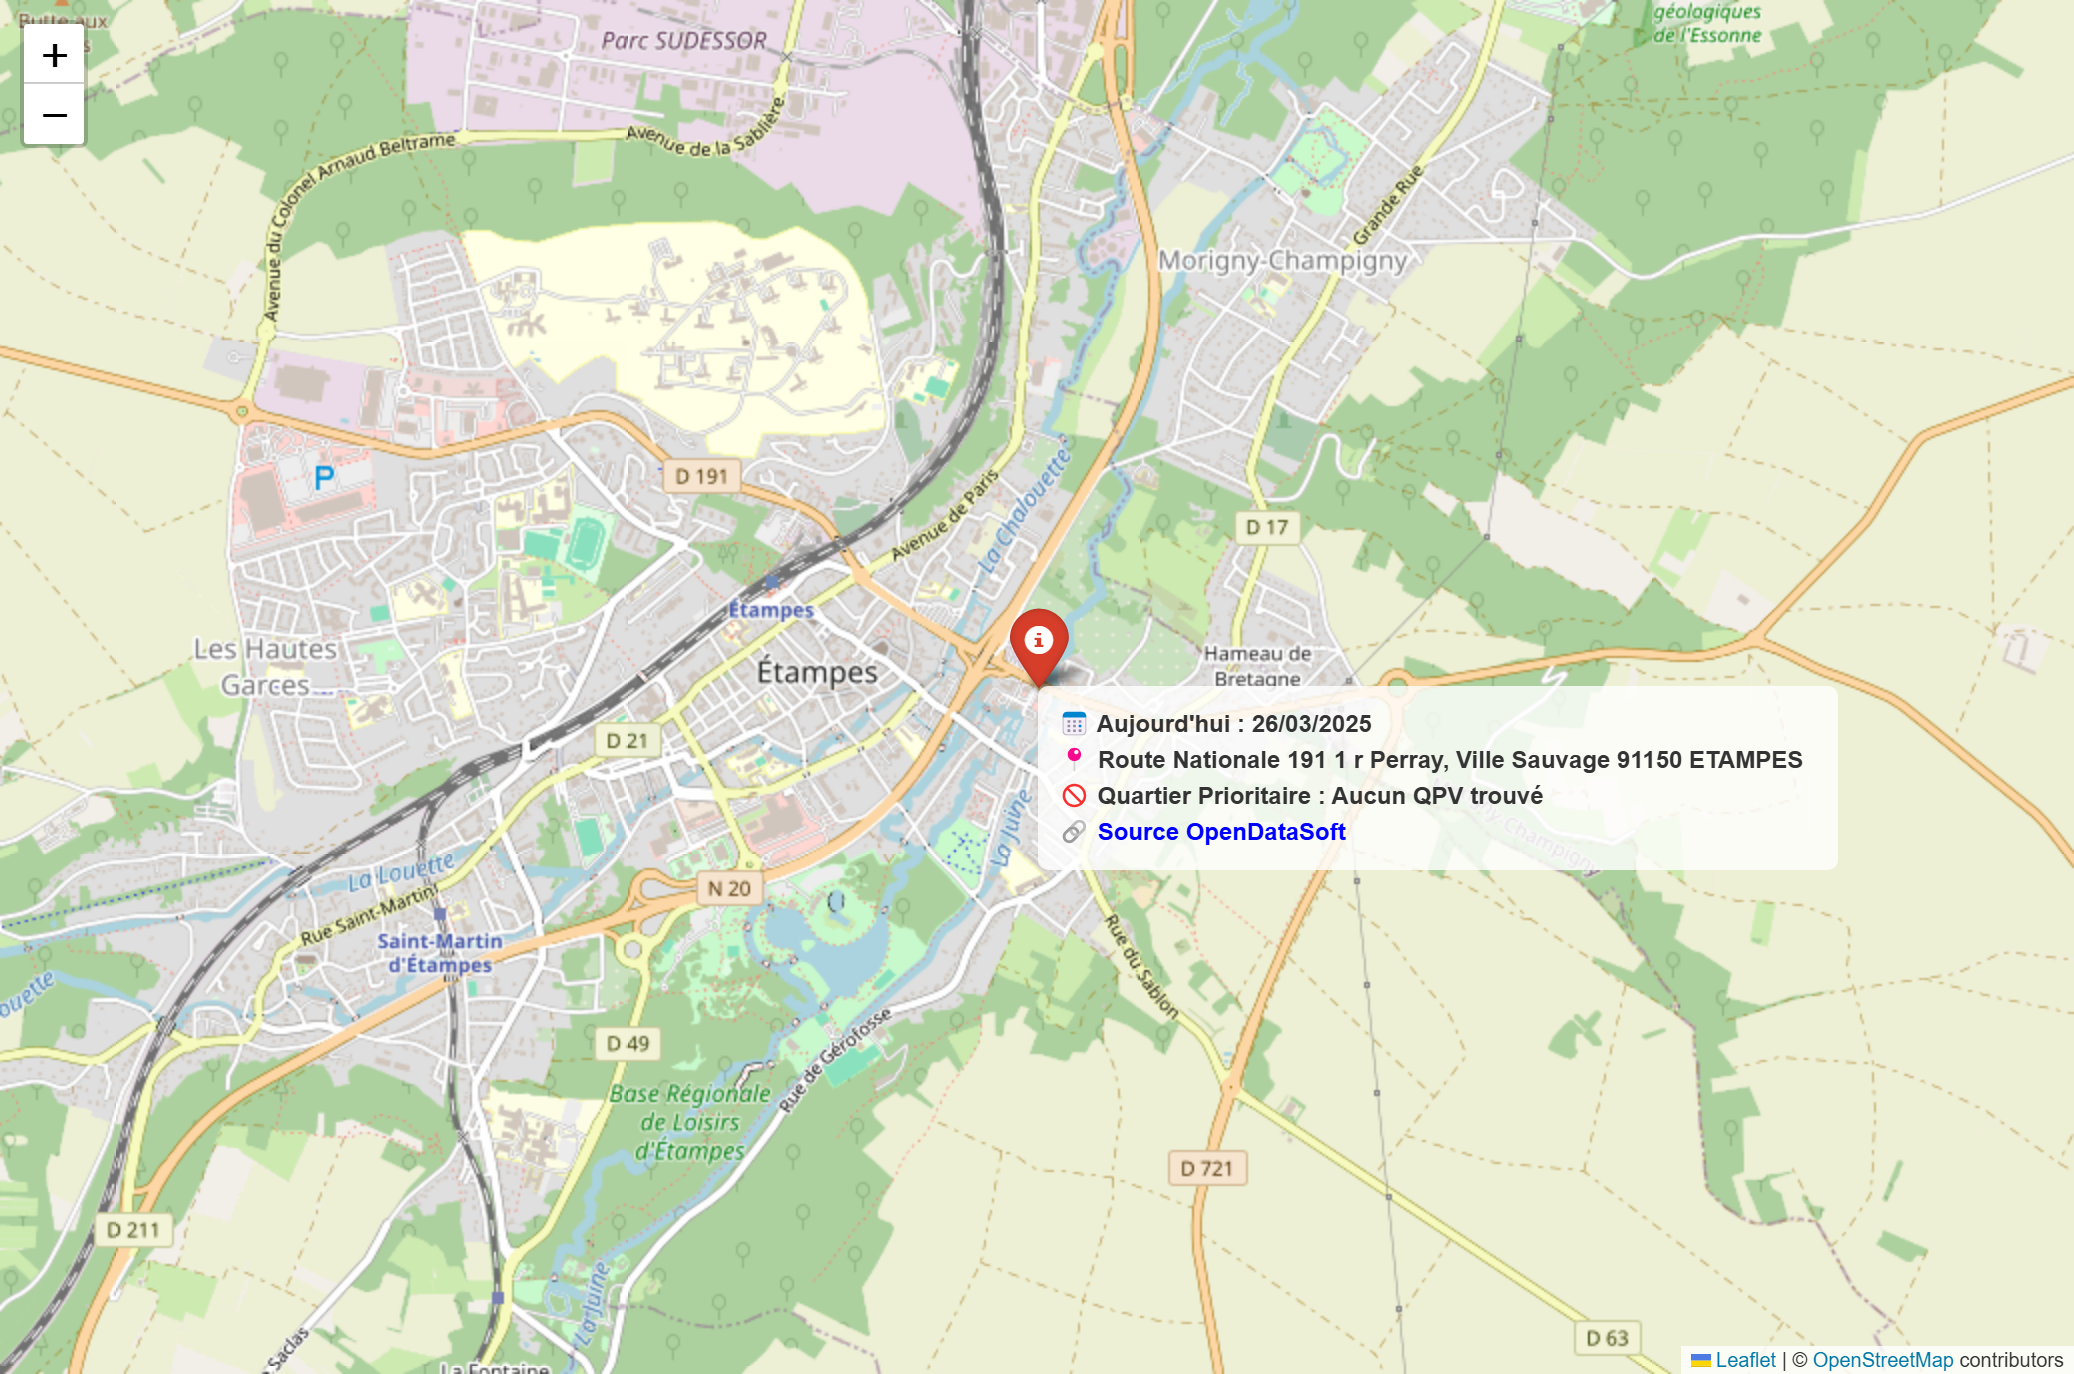 Butte aux
+
−
Parc SUDESSOR
géologiques
de l'Essonne
Avenue de la Sablière
Avenue du Colonel Arnaud Beltrame
Grande Rue
Morigny-Champigny
P
D 191
Avenue de Paris
La Chalouette
D 17
Étampes
Les Hautes
Garces
Étampes
Hameau de
Bretagne
Aujourd'hui : 26/03/2025
Route Nationale 191 1 r Perray, Ville Sauvage 91150 ETAMPES
Quartier Prioritaire : Aucun QPV trouvé
Source OpenDataSoft
D 21
La Juine
La Louette
N 20
Rue Saint-Martin
Saint-Martin
d'Étampes
Rue du Sablon
ouette
D 49
Rue de Gérofosse
Base Régionale
de Loisirs
d'Étampes
D 721
D 211
La Juine
Saclas
D 63
La Fontaine
Leaflet | © OpenStreetMap contributors